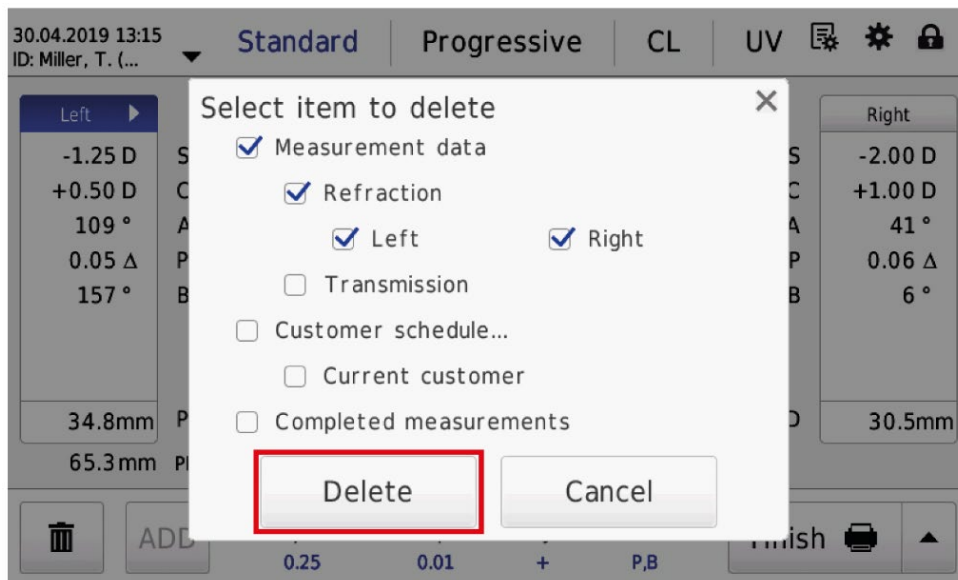 30.04.2019 13:15
ID: Miller, T. (...
Standard Progressive CL UV
Select item to delete
Left
Right
Measurement data
-1.25 D S
S -2.00 D
Refraction
+0.50 D C
C +1.00 D
Left Right
109 ° A
A 41 °
0.05 Δ P
P 0.06 Δ
Transmission
157 ° B
B 6 °
Customer schedule...
Current customer
Completed measurements
34.8mm P
D 30.5mm
65.3mm
Delete Cancel
ADD
0.25 0.01 + P,B